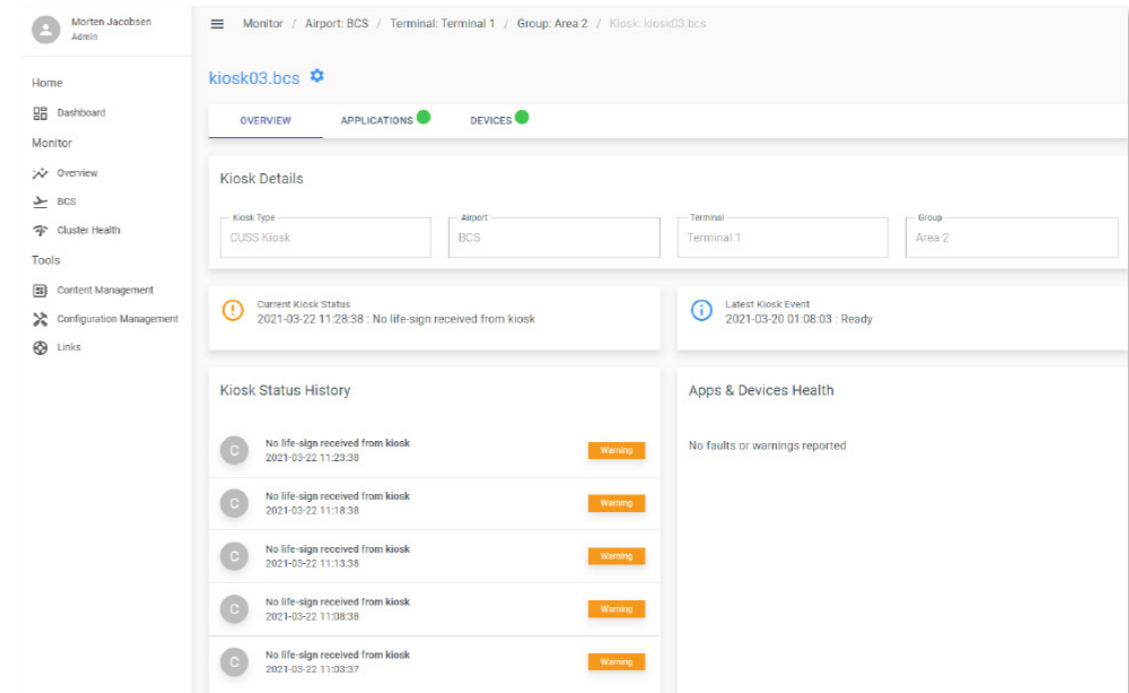 Morten Jacobsen
Admin
Home
Dashboard
Monitor
Overview
BCS
Cluster Health
Tools
Content Management
Configuration Management
Links
Monitor / Airport: BCS / Terminal: Terminal 1 / Group: Area 2 / Kiosk: kiosk03.bcs
kiosk03.bcs
OVERVIEW APPLICATIONS DEVICES
Kiosk Details
Kiosk Type
CUSS Kiosk
Airport
BCS
Terminal
Terminal 1
Group
Area 2
Current Kiosk Status
2021-03-22 11:28:38 : No life-sign received from kiosk
Latest Kiosk Event
2021-03-20 01:08:03 : Ready
Kiosk Status History
C
No life-sign received from kiosk
2021-03-22 11:23:38
Warning
C
No life-sign received from kiosk
2021-03-22 11:18:38
Warning
C
No life-sign received from kiosk
2021-03-22 11:13:38
Warning
C
No life-sign received from kiosk
2021-03-22 11:08:38
Warning
C
No life-sign received from kiosk
2021-03-22 11:03:37
Warning
Apps & Devices Health
No faults or warnings reported